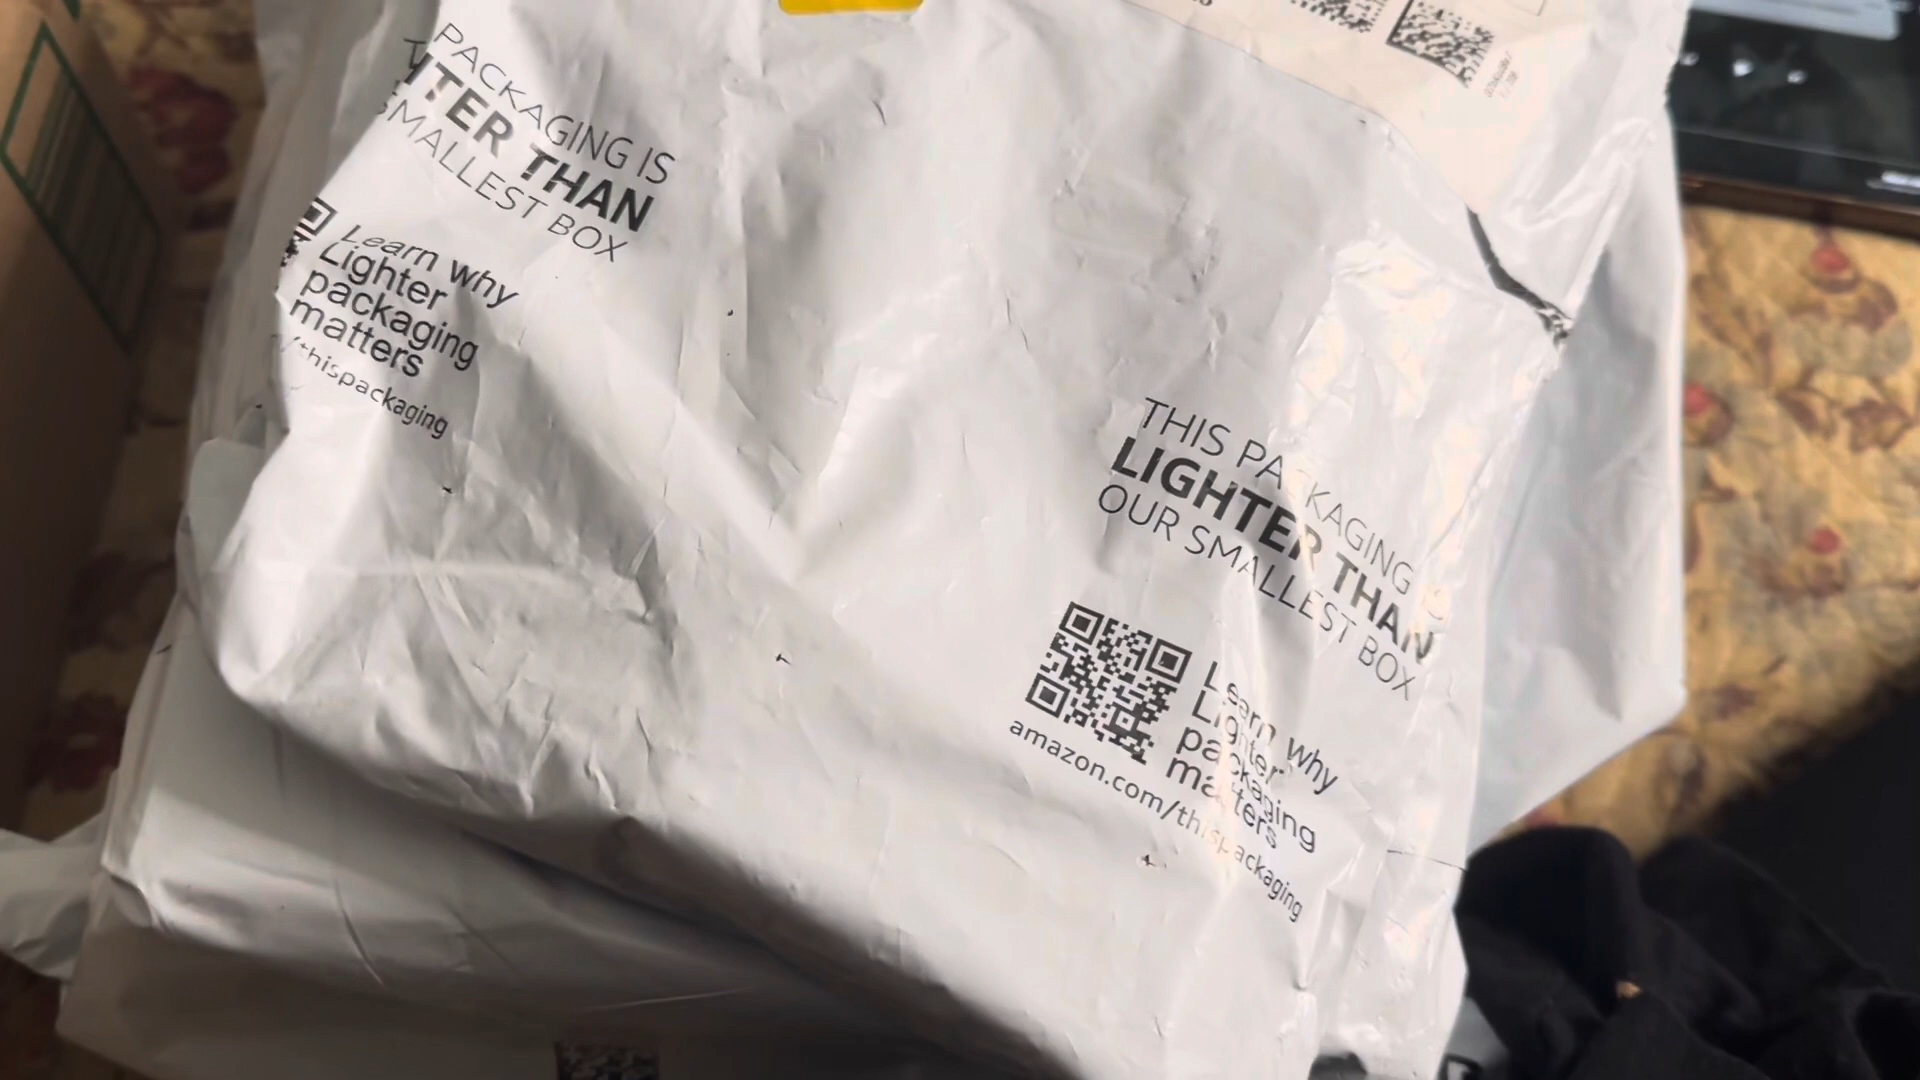 PACKAGING IS
TER THAN
SMALLEST BOX
Learn why
Lighter
packaging
matters
/thispackaging
THIS PACKAGING IS
LIGHTER THAN
OUR SMALLEST BOX
Learn why
Lighter
packaging
matters
amazon.com/thispackaging